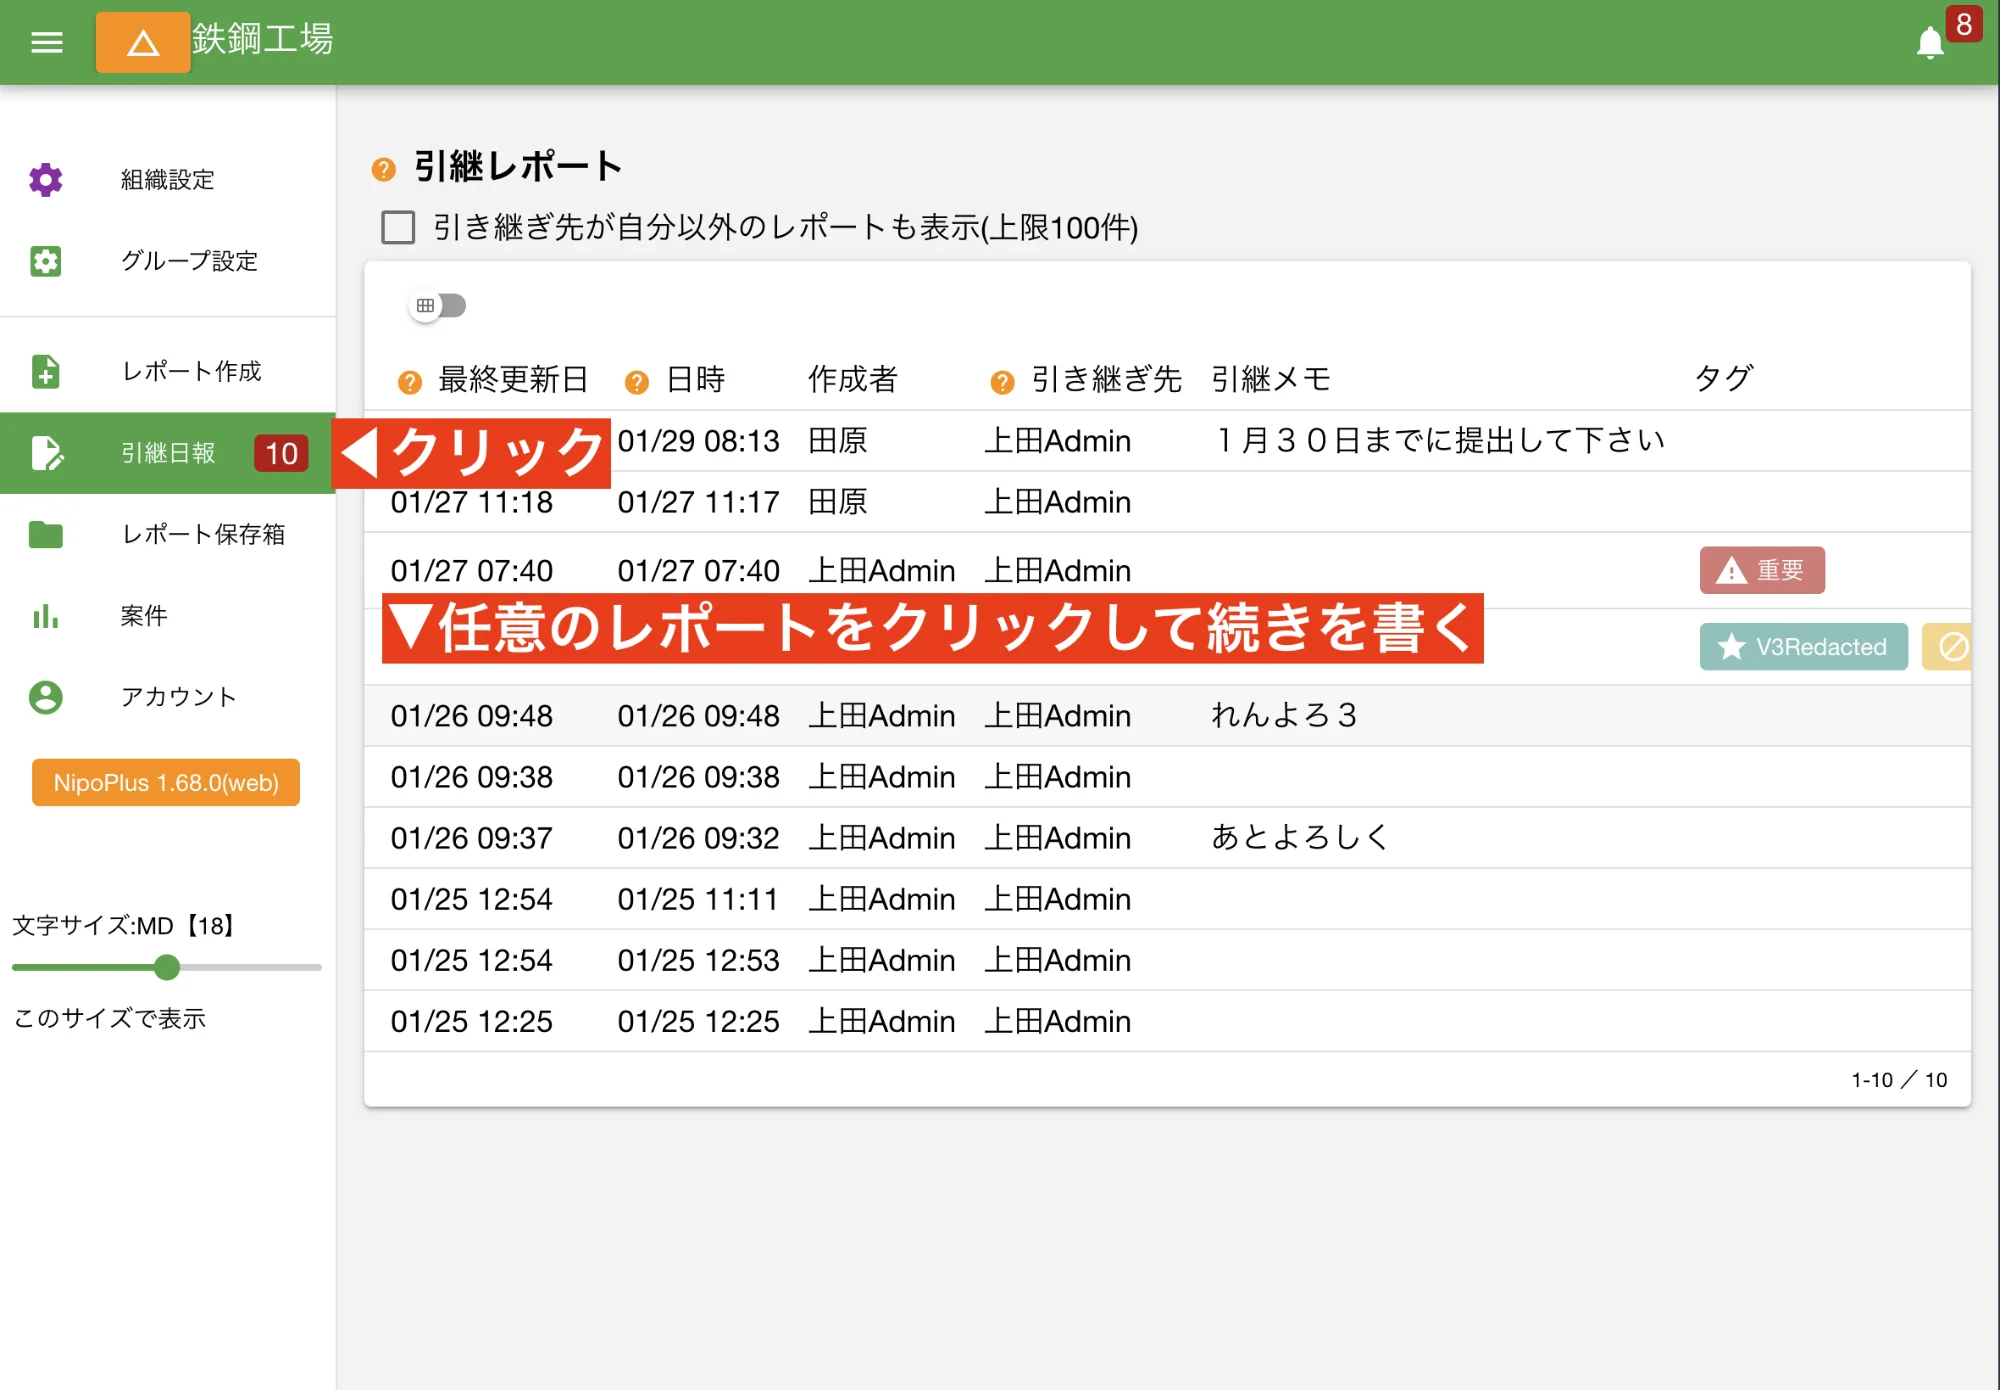 鉄鋼工場
8
組織設定
グループ設定
レポート作成
引継日報 10
レポート保存箱
案件
アカウント
NipoPlus 1.68.0(web)
文字サイズ:MD【18】
このサイズで表示
引継レポート
引き継ぎ先が自分以外のレポートも表示(上限100件)
最終更新日 日時 作成者 引き継ぎ先 引継メモ タグ
◀クリック
01/29 08:13 田原 上田Admin １月３０日までに提出して下さい
01/27 11:18 01/27 11:17 田原 上田Admin
01/27 07:40 01/27 07:40 上田Admin 上田Admin 重要
▼任意のレポートをクリックして続きを書く
V3Redacted
01/26 09:48 01/26 09:48 上田Admin 上田Admin れんよろ３
01/26 09:38 01/26 09:38 上田Admin 上田Admin
01/26 09:37 01/26 09:32 上田Admin 上田Admin あとよろしく
01/25 12:54 01/25 11:11 上田Admin 上田Admin
01/25 12:54 01/25 12:53 上田Admin 上田Admin
01/25 12:25 01/25 12:25 上田Admin 上田Admin
1-10 ／ 10